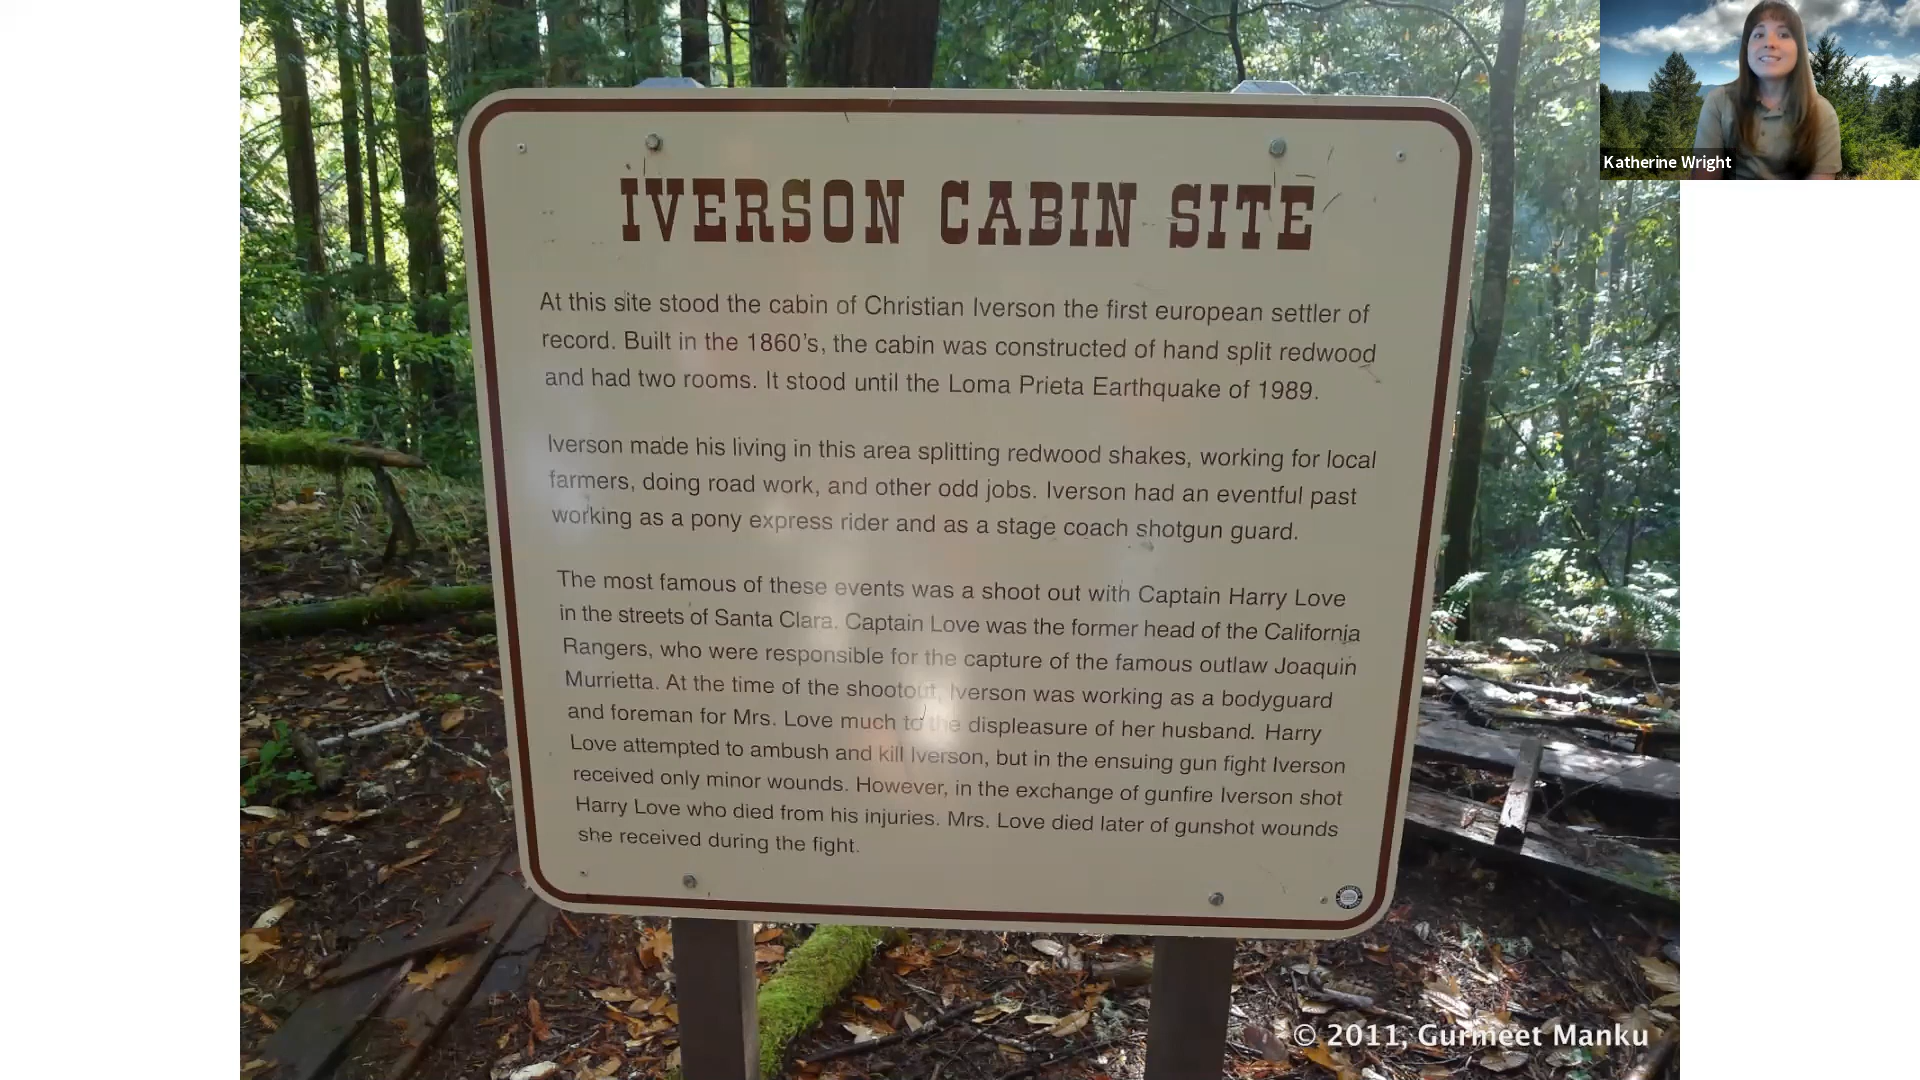 IVERSON CABIN SITE
At this site stood the cabin of Christian Iverson the first european settler of
record. Built in the 1860's, the cabin was constructed of hand split redwood
and had two rooms. It stood until the Loma Prieta Earthquake of 1989.
Iverson made his living in this area splitting redwood shakes, working for local
farmers, doing road work, and other odd jobs. Iverson had an eventful past
working as a pony express rider and as a stage coach shotgun guard.
The most famous of these events was a shoot out with Captain Harry Love
in the streets of Santa Clara. Captain Love was the former head of the California
Rangers, who were responsible for the capture of the famous outlaw Joaquin
Murrietta. At the time of the shootout, Iverson was working as a bodyguard
and foreman for Mrs. Love much to the displeasure of her husband. Harry
Love attempted to ambush and kill Iverson, but in the ensuing gun fight Iverson
received only minor wounds. However, in the exchange of gunfire Iverson shot
Harry Love who died from his injuries. Mrs. Love died later of gunshot wounds
she received during the fight.
© 2011, Gurmeet Manku
Katherine Wright